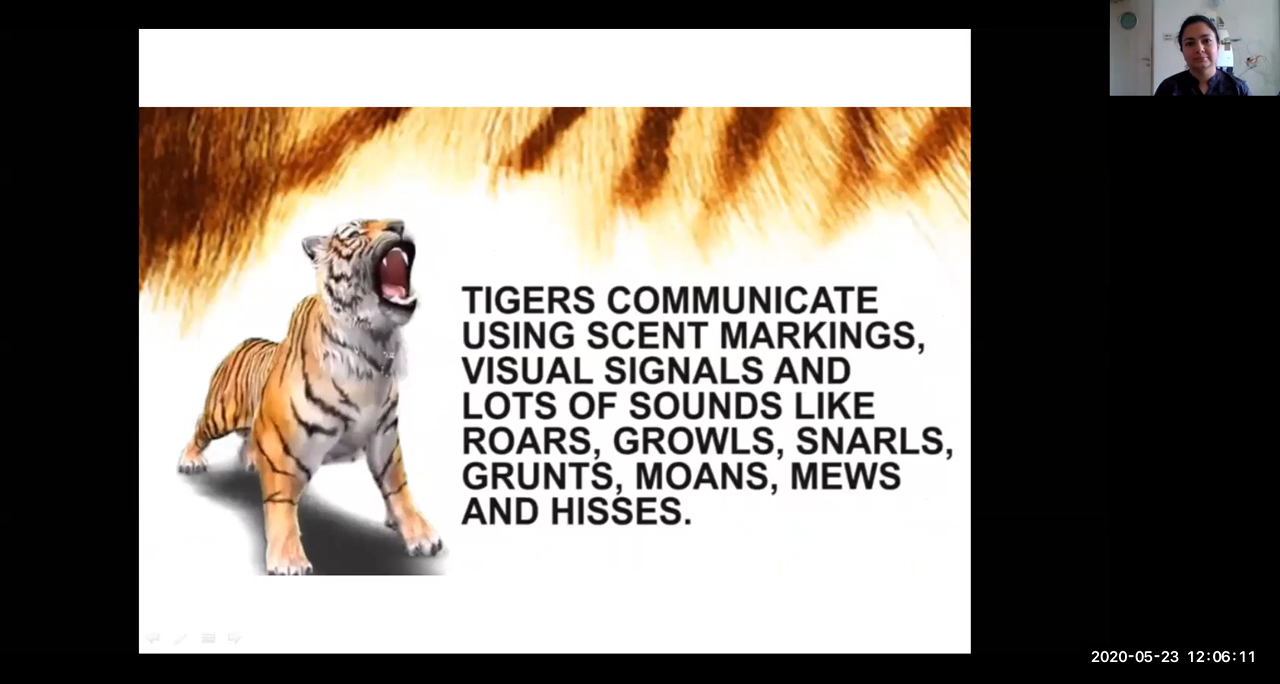 TIGERS COMMUNICATE
USING SCENT MARKINGS,
VISUAL SIGNALS AND
LOTS OF SOUNDS LIKE
ROARS, GROWLS, SNARLS,
GRUNTS, MOANS, MEWS
AND HISSES.
2020-05-23 12:06:11